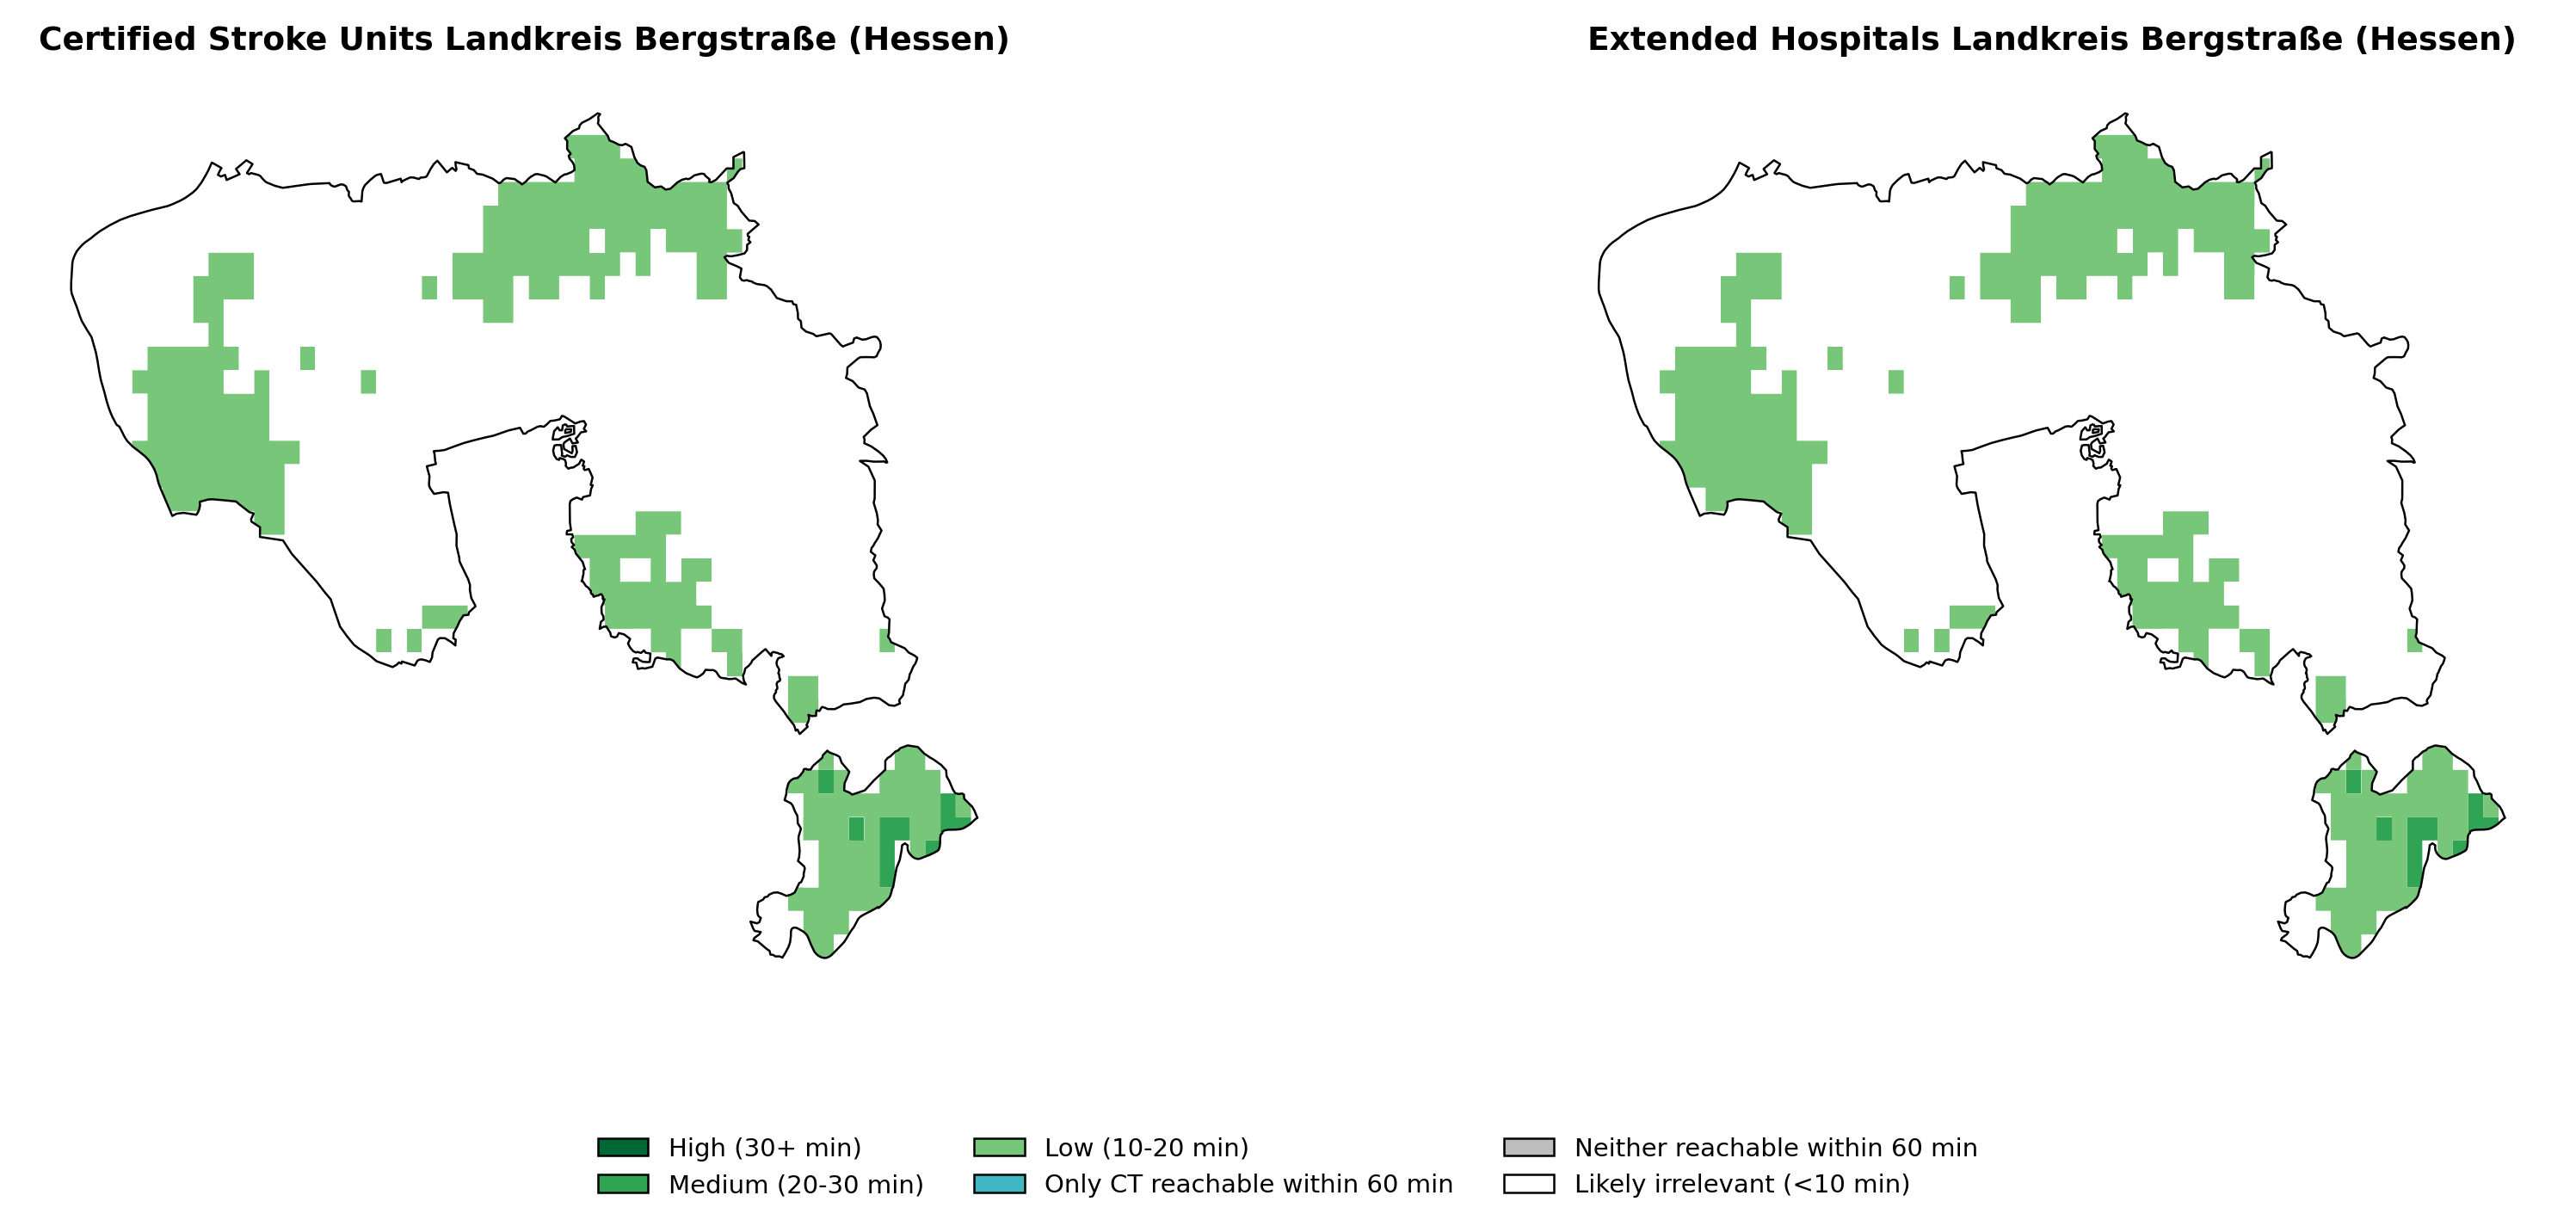 Certified Stroke Units Landkreis Bergstraße (Hessen)
Extended Hospitals Landkreis Bergstraße (Hessen)
High (30+ min)
Medium (20-30 min)
Low (10-20 min)
Only CT reachable within 60 min
Neither reachable within 60 min
Likely irrelevant (<10 min)